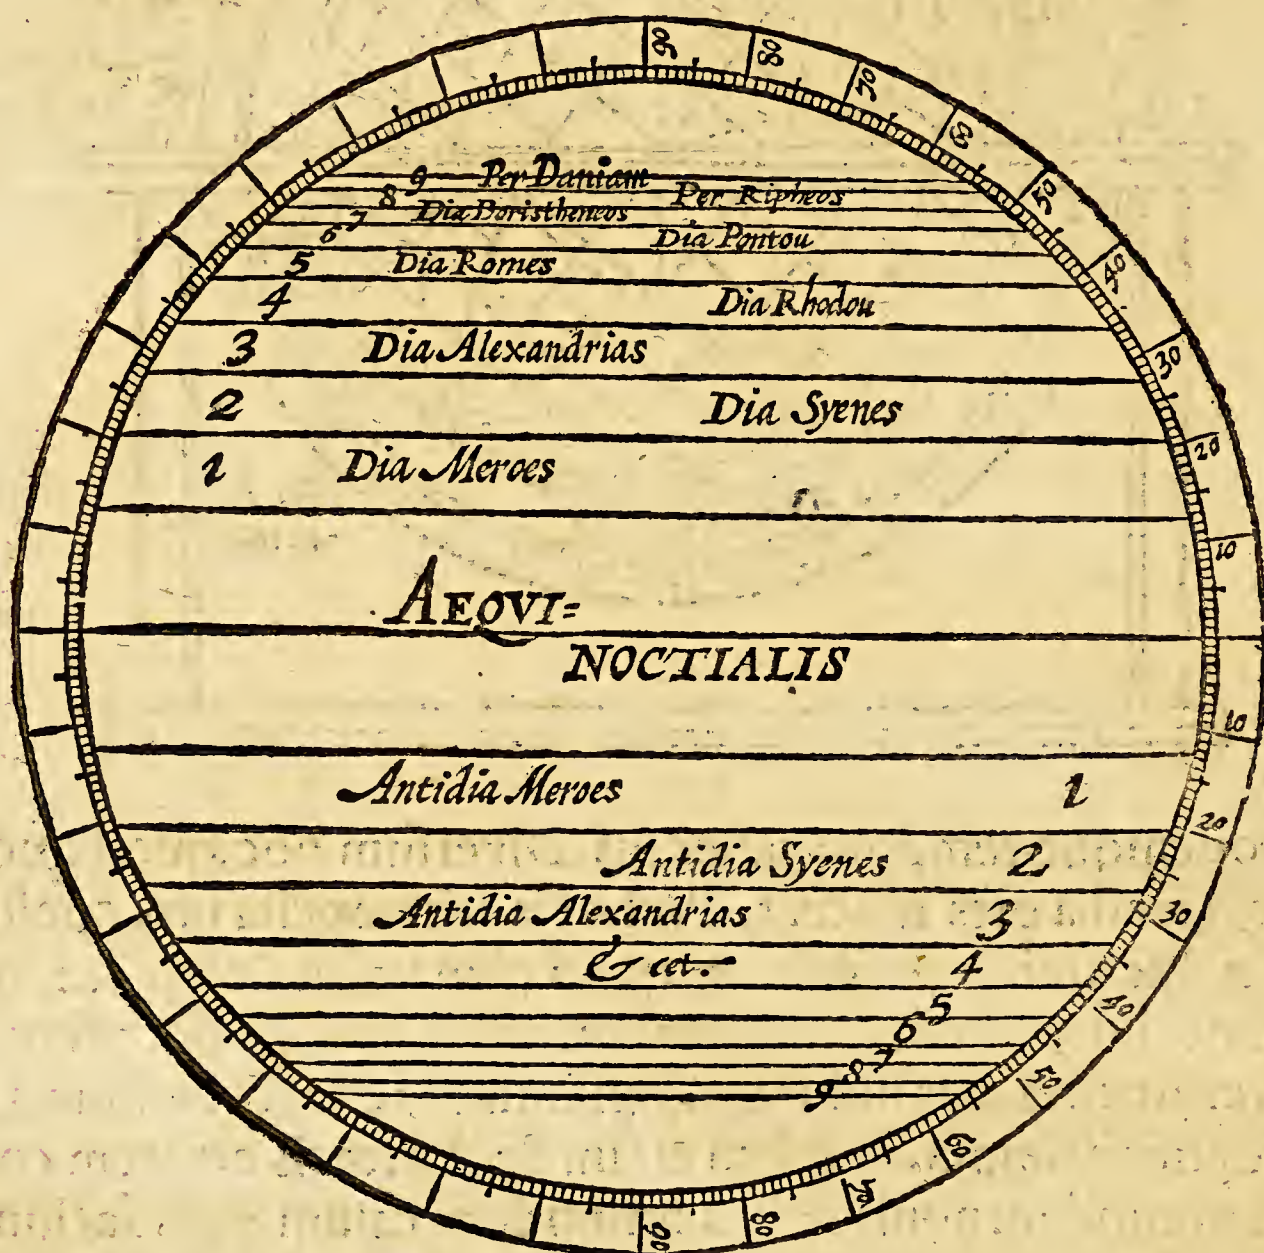 90
80
70
60
50
40
30
20
10
9 Per Daniam
8 Per Ripheos
7 Dia Boristheneos
6 Dia Pontou
5 Dia Romes
4 Dia Rhodou
3 Dia Alexandrias
2 Dia Syenes
1 Dia Meroes
AEQVI=
NOCTIALIS
Antidia Meroes 1
Antidia Syenes 2
Antidia Alexandrias 3
& cet. 4
5
6
7
8
9
10
20
30
40
50
60
70
80
90